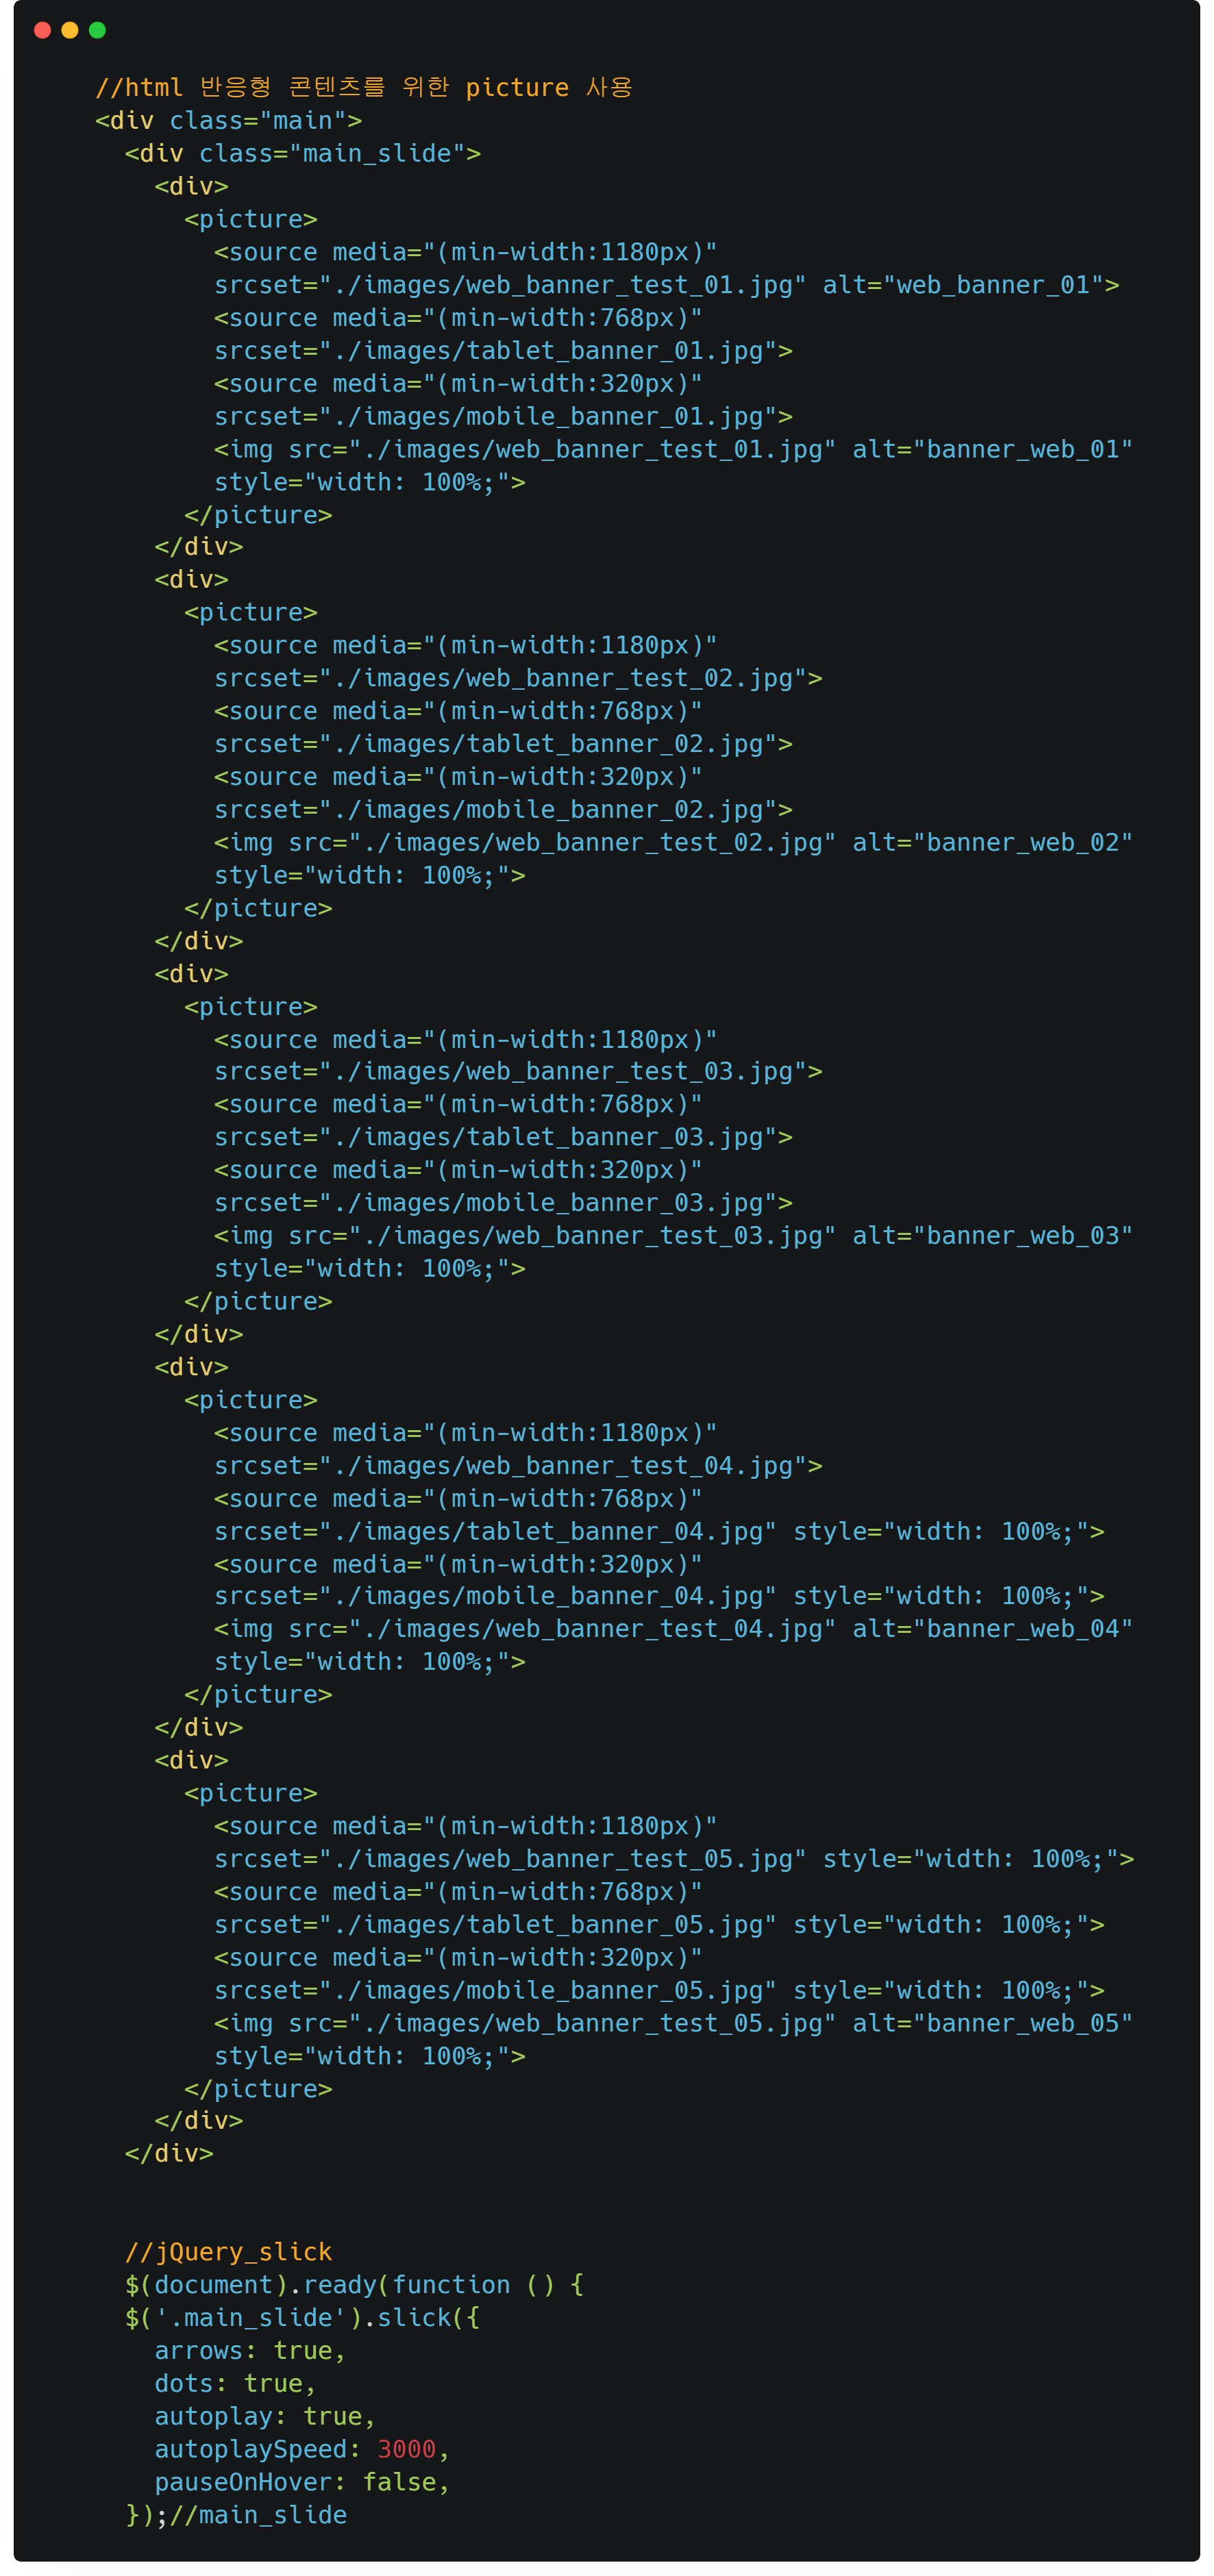 //html 반응형 콘텐츠를 위한 picture 사용
<div class="main">
<div class="main_slide">
<div>
<picture>
<source media="(min-width:1180px)"
srcset="./images/web_banner_test_01.jpg" alt="web_banner_01">
<source media="(min-width:768px)"
srcset="./images/tablet_banner_01.jpg">
<source media="(min-width:320px)"
srcset="./images/mobile_banner_01.jpg">
<img src="./images/web_banner_test_01.jpg" alt="banner_web_01"
style="width: 100%;">
</picture>
</div>
<div>
<picture>
<source media="(min-width:1180px)"
srcset="./images/web_banner_test_02.jpg">
<source media="(min-width:768px)"
srcset="./images/tablet_banner_02.jpg">
<source media="(min-width:320px)"
srcset="./images/mobile_banner_02.jpg">
<img src="./images/web_banner_test_02.jpg" alt="banner_web_02"
style="width: 100%;">
</picture>
</div>
<div>
<picture>
<source media="(min-width:1180px)"
srcset="./images/web_banner_test_03.jpg">
<source media="(min-width:768px)"
srcset="./images/tablet_banner_03.jpg">
<source media="(min-width:320px)"
srcset="./images/mobile_banner_03.jpg">
<img src="./images/web_banner_test_03.jpg" alt="banner_web_03"
style="width: 100%;">
</picture>
</div>
<div>
<picture>
<source media="(min-width:1180px)"
srcset="./images/web_banner_test_04.jpg">
<source media="(min-width:768px)"
srcset="./images/tablet_banner_04.jpg" style="width: 100%;">
<source media="(min-width:320px)"
srcset="./images/mobile_banner_04.jpg" style="width: 100%;">
<img src="./images/web_banner_test_04.jpg" alt="banner_web_04"
style="width: 100%;">
</picture>
</div>
<div>
<picture>
<source media="(min-width:1180px)"
srcset="./images/web_banner_test_05.jpg" style="width: 100%;">
<source media="(min-width:768px)"
srcset="./images/tablet_banner_05.jpg" style="width: 100%;">
<source media="(min-width:320px)"
srcset="./images/mobile_banner_05.jpg" style="width: 100%;">
<img src="./images/web_banner_test_05.jpg" alt="banner_web_05"
style="width: 100%;">
</picture>
</div>
</div>
//jQuery_slick
$(document).ready(function () {
$('.main_slide').slick({
arrows: true,
dots: true,
autoplay: true,
autoplaySpeed: 3000,
pauseOnHover: false,
});//main_slide